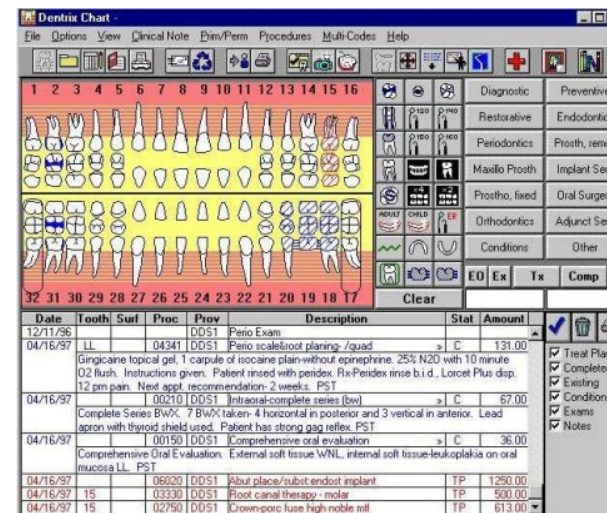 Dentrix Chart -
File Options View Clinical Note Prim/Perm Procedures Multi-Codes Help
1 2 3 4 5 6 7 8 9 10 11 12 13 14 15 16
Diagnostic Preventive
Restorative Endodontic
Periodontics Prosth, rem
Maxillo Prosth Implant Ser
Prostho, fixed Oral Surge
ADULT CHILD ER Orthodontics Adjunct Ser
Conditions Other
EO Ex Tx Comp
32 31 30 29 28 27 26 25 24 23 22 21 20 19 18 17
Clear
Date Tooth Surf Proc Prov Description Stat Amount
12/11/96 DDS1 Perio Exam
04/16/97 LL 04341 DDS1 Perio scale&root planing- /quad » C 131.00
Gingicaine topical gel, 1 carpule of isocaine plain-without epinephrine. 25% N20 with 10 minute
O2 flush. Instructions given. Patient rinsed with peridex. Rx-Peridex rinse b.i.d., Lorcet Plus disp.
12 prn pain. Next appt. recommendation- 2 weeks. PST
04/16/97 00210 DDS1 Intraoral-complete series (bw) » C 67.00
Complete Series BWX. 7 BWX taken- 4 horizontal in posterior and 3 vertical in anterior. Lead
apron with thyroid shield used. Patient has strong gag reflex. PST
04/16/97 00150 DDS1 Comprehensive oral evaluation » C 36.00
Comprehensive Oral Evaluation. External soft tissue WNL, internal soft tissue-leukoplakia on oral
mucosa LL. PST
04/16/97 06020 DDS1 Abut place/subst:endost implant TP 1250.00
04/16/97 15 03330 DDS1 Root canal therapy - molar TP 500.00
04/16/97 15 02750 DDS1 Crown-porc fuse high noble mtl TP 613.00
Treat Pla
Complete
Existing
Condition
Exams
Notes